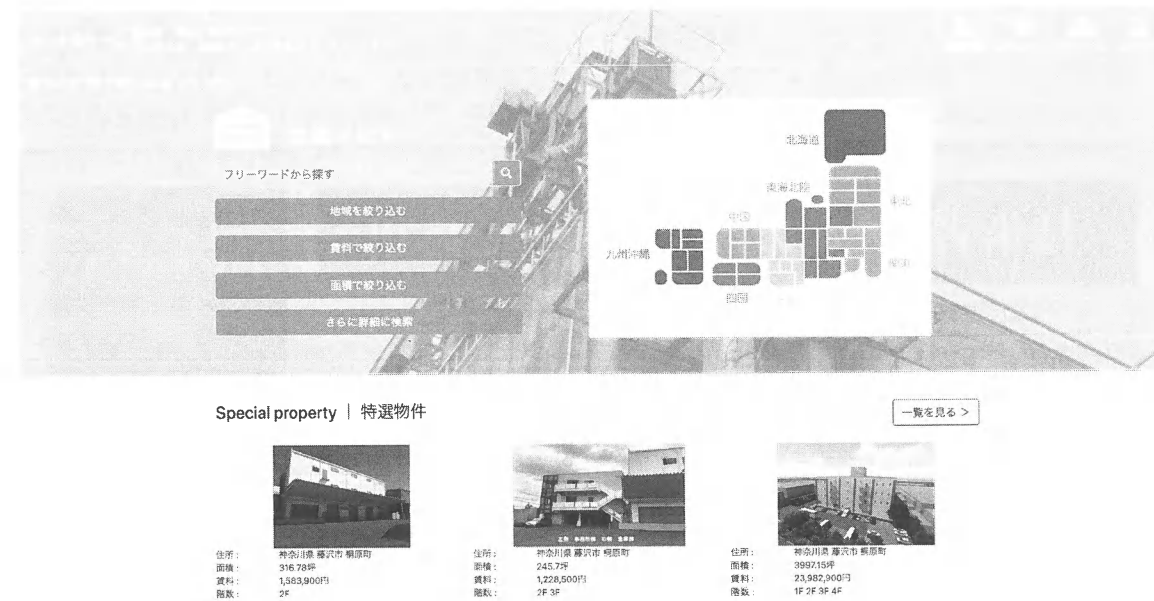 フリーワードから探す
地域を絞り込む
賃料で絞り込む
面積で絞り込む
さらに詳細に検索
北海道
東北
中国
九州沖縄
四国
Special property | 特選物件
一覧を見る >
住所： 神奈川県 藤沢市 桐原町
面積： 316.78坪
賃料： 1,583,900円
階数： 2F
住所： 神奈川県 藤沢市 桐原町
面積： 245.7坪
賃料： 1,228,500円
階数： 2F 3F
住所： 神奈川県 藤沢市 桐原町
面積： 3997.15坪
賃料： 23,982,900円
階数： 1F 2F 3F 4F